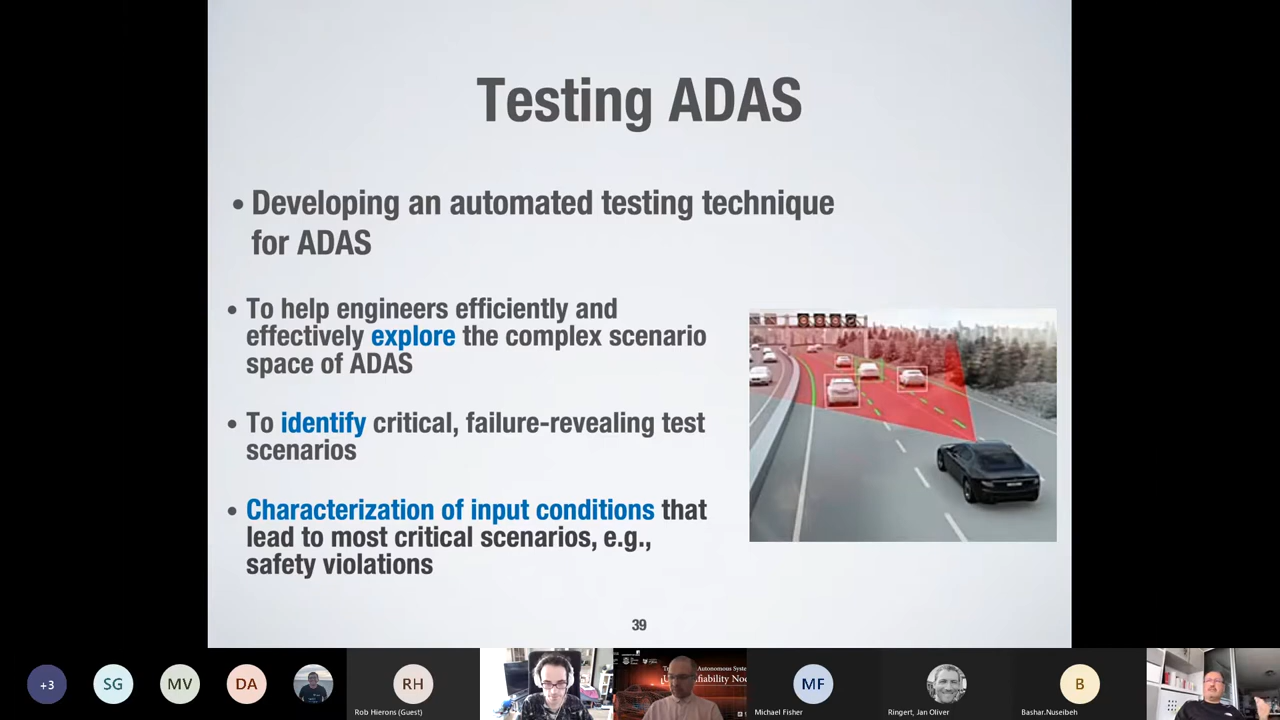 Testing ADAS
• Developing an automated testing technique
for ADAS
• To help engineers efficiently and
effectively explore the complex scenario
space of ADAS
• To identify critical, failure-revealing test
scenarios
• Characterization of input conditions that
lead to most critical scenarios, e.g.,
safety violations
39
+3
SG
MV
DA
RH
Rob Hierons (Guest)
Autonomous Syste
MF
Michael Fisher
Ringert, Jan Oliver
B
Bashar.Nuseibeh